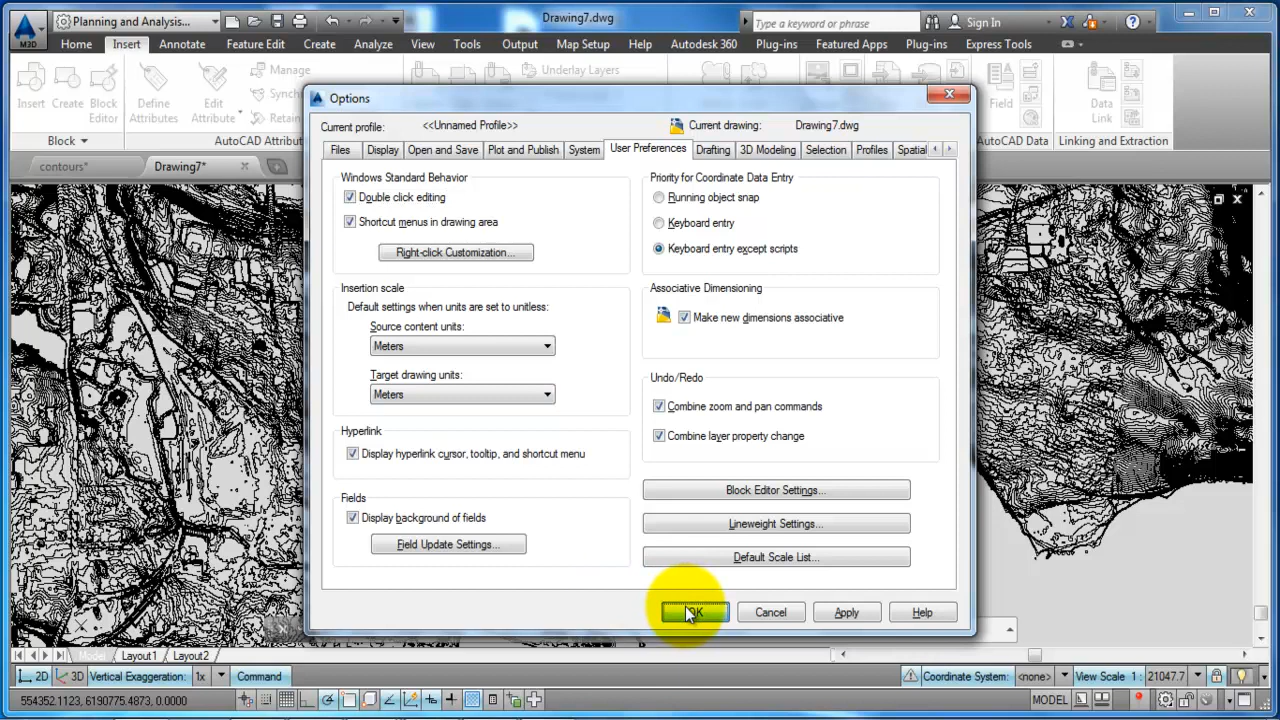 Planning and Analysis...
Drawing7.dwg
Type a keyword or phrase
Sign In
M3D
Home
Insert
Annotate
Feature Edit
Create
Analyze
View
Tools
Output
Map Setup
Help
Autodesk 360
Plug-ins
Featured Apps
Plug-ins
Express Tools
Insert
Create
Block
Editor
Define
Attributes
Edit
Attribute
Manage
Underlay Layers
Field
Data
Link
Block
AutoCAD Data
Linking and Extraction
contours*
Drawing7*
Options
Current profile:
<<Unnamed Profile>>
Current drawing:
Drawing7.dwg
Files
Display
Open and Save
Plot and Publish
System
User Preferences
Drafting
3D Modeling
Selection
Profiles
Spatial
Windows Standard Behavior
Double click editing
Shortcut menus in drawing area
Right-click Customization...
Insertion scale
Default settings when units are set to unitless:
Source content units:
Meters
Target drawing units:
Meters
Hyperlink
Display hyperlink cursor, tooltip, and shortcut menu
Fields
Display background of fields
Field Update Settings...
Priority for Coordinate Data Entry
Running object snap
Keyboard entry
Keyboard entry except scripts
Associative Dimensioning
Make new dimensions associative
Undo/Redo
Combine zoom and pan commands
Combine layer property change
Block Editor Settings...
Lineweight Settings...
Default Scale List...
OK
Cancel
Apply
Help
Model
Layout1
Layout2
2D
3D
Vertical Exaggeration:
1x
Command
Coordinate System:
<none>
View Scale 1 :
21047.7
554352.1123, 6190775.4873, 0.0000
MODEL